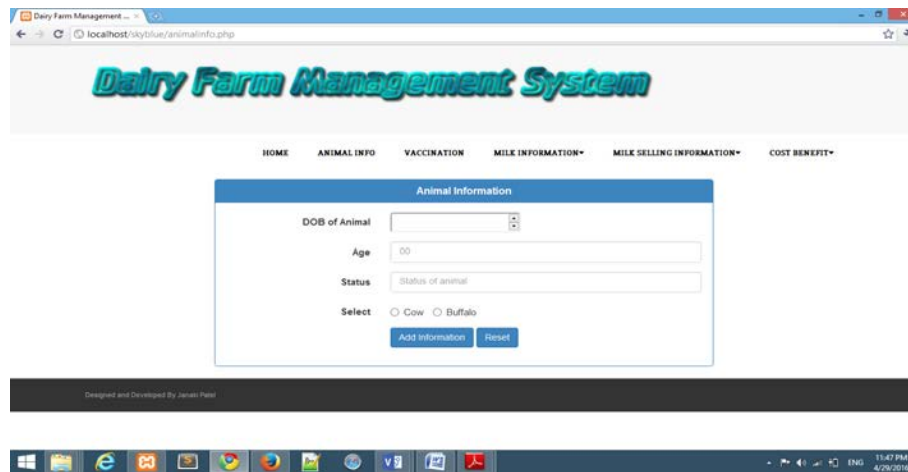 Dairy Farm Management ...
localhost/skyblue/animalinfo.php
Dairy Farm Management System
HOME ANIMAL INFO VACCINATION MILK INFORMATION MILK SELLING INFORMATION COST BENEFIT
Animal Information
DOB of Animal
Age
00
Status
Status of animal
Select Cow Buffalo
Add Information Reset
Designed and Developed By Janain Patel
ENG 11:47 PM
4/29/2016